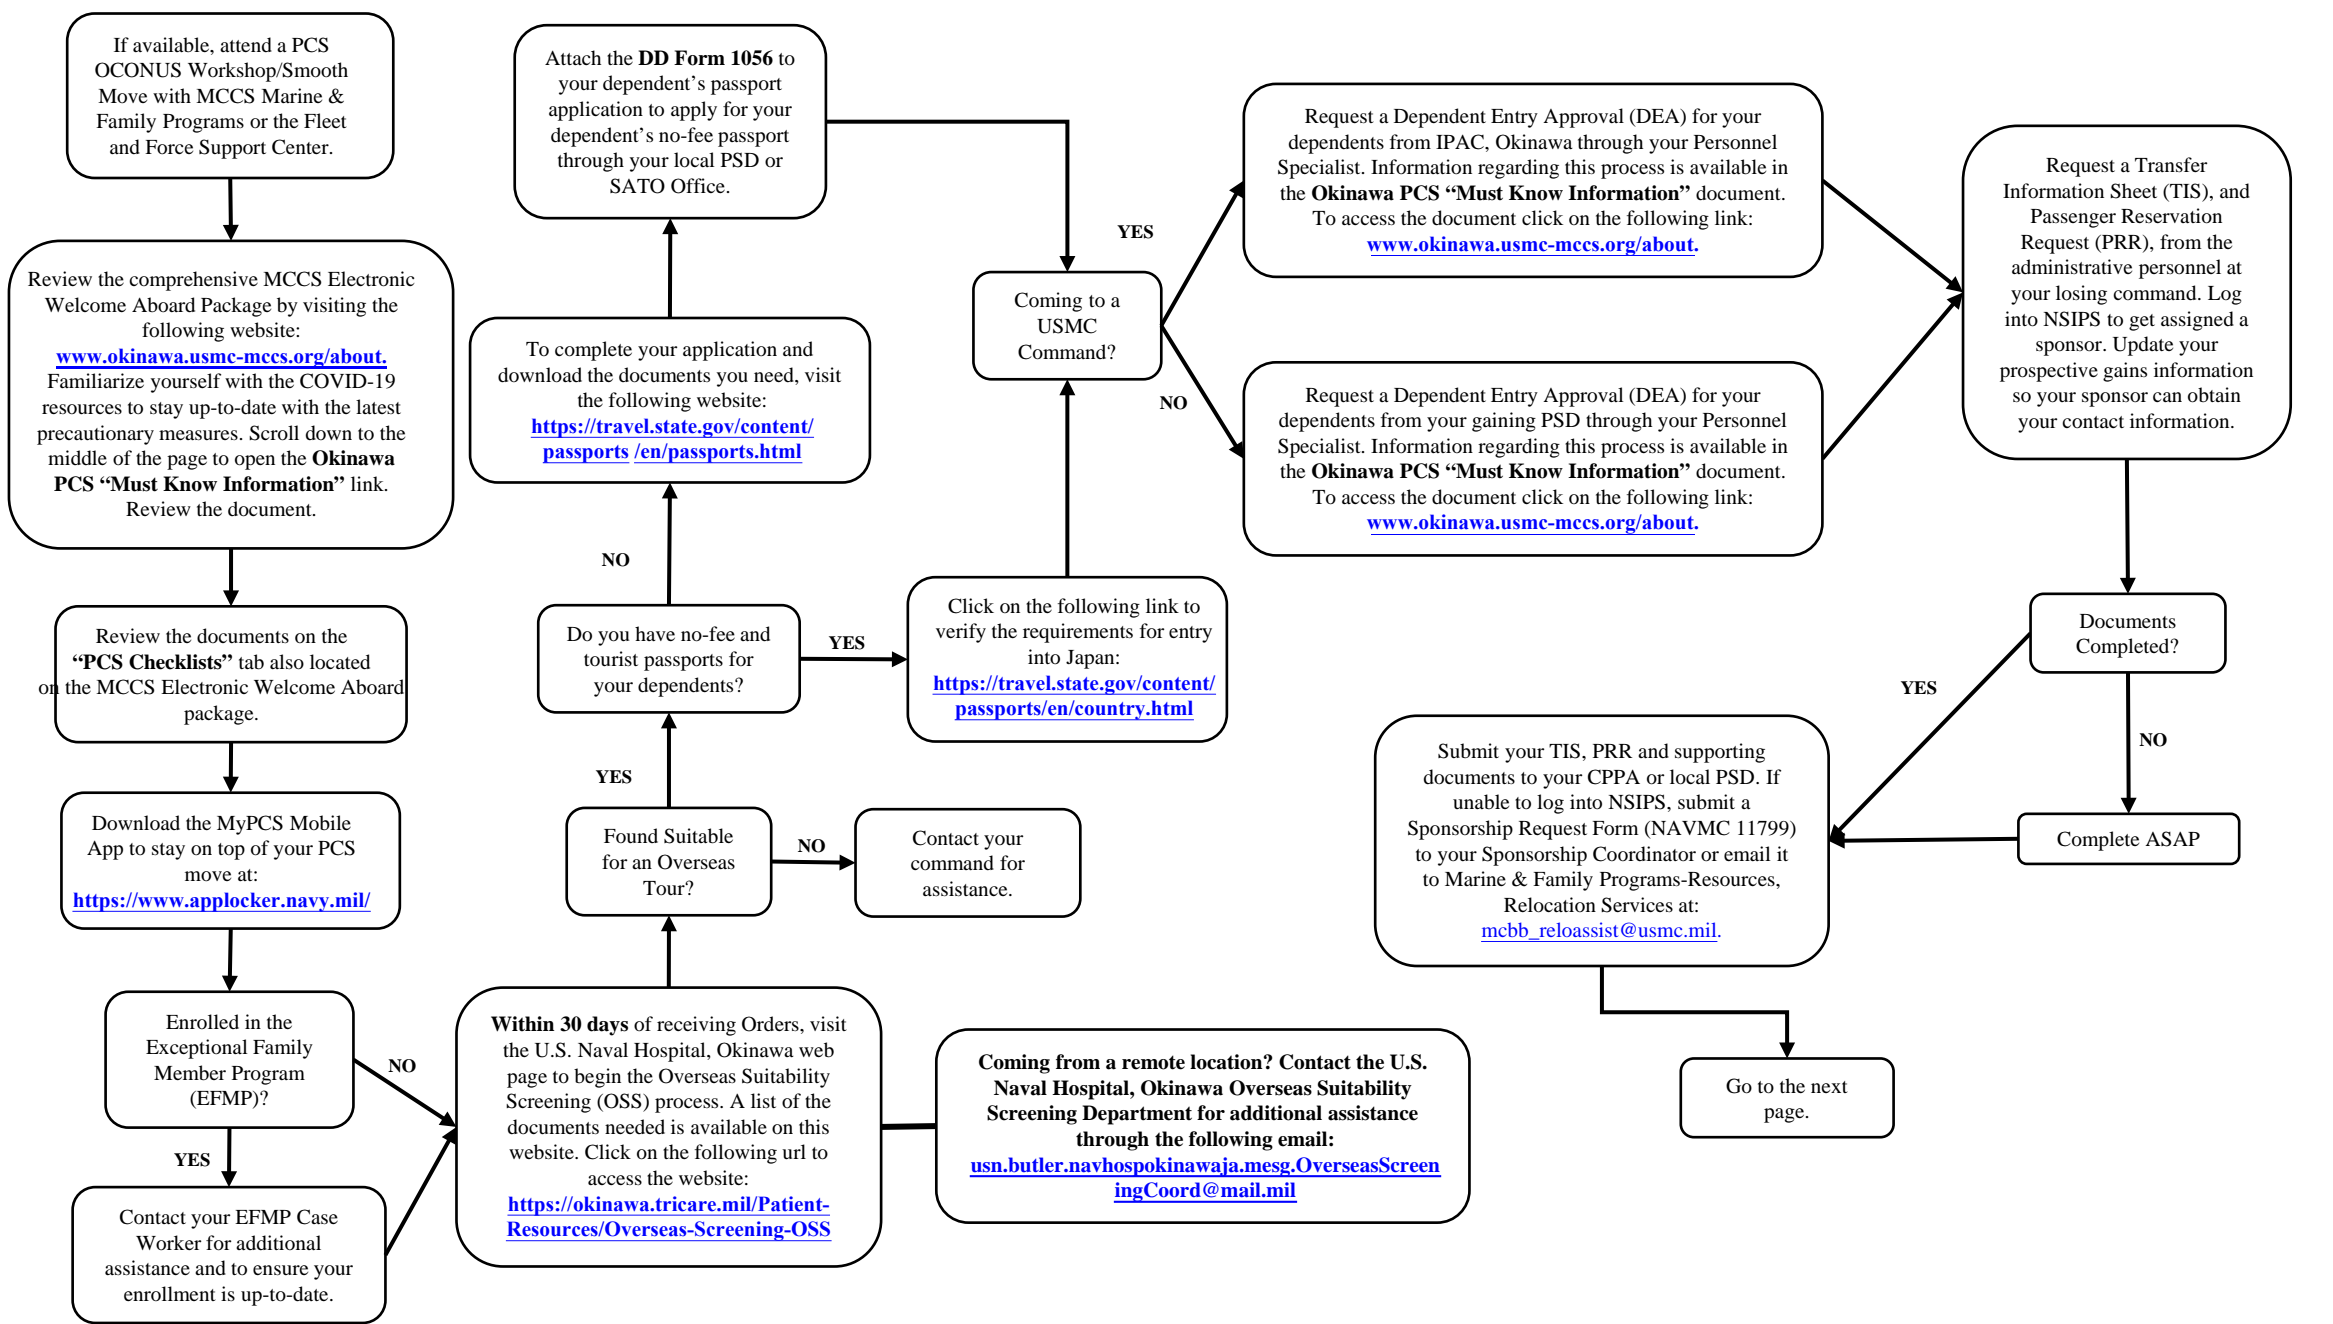 If available, attend a PCS
OCONUS Workshop/Smooth
Move with MCCS Marine &
Family Programs or the Fleet
and Force Support Center.
Review the comprehensive MCCS Electronic
Welcome Aboard Package by visiting the
following website:
www.okinawa.usmc-mccs.org/about.
Familiarize yourself with the COVID-19
resources to stay up-to-date with the latest
precautionary measures. Scroll down to the
middle of the page to open the Okinawa
PCS “Must Know Information” link.
Review the document.
Review the documents on the
“PCS Checklists” tab also located
on the MCCS Electronic Welcome Aboard
package.
Download the MyPCS Mobile
App to stay on top of your PCS
move at:
https://www.applocker.navy.mil/
Enrolled in the
Exceptional Family
Member Program
(EFMP)?
NO
YES
Contact your EFMP Case
Worker for additional
assistance and to ensure your
enrollment is up-to-date.
Within 30 days of receiving Orders, visit
the U.S. Naval Hospital, Okinawa web
page to begin the Overseas Suitability
Screening (OSS) process. A list of the
documents needed is available on this
website. Click on the following url to
access the website:
https://okinawa.tricare.mil/Patient-
Resources/Overseas-Screening-OSS
Coming from a remote location? Contact the U.S.
Naval Hospital, Okinawa Overseas Suitability
Screening Department for additional assistance
through the following email:
usn.butler.navhospokinawaja.mesg.OverseasScreen
ingCoord@mail.mil
Found Suitable
for an Overseas
Tour?
NO
Contact your
command for
assistance.
YES
Do you have no-fee and
tourist passports for
your dependents?
YES
Click on the following link to
verify the requirements for entry
into Japan:
https://travel.state.gov/content/
passports/en/country.html
NO
To complete your application and
download the documents you need, visit
the following website:
https://travel.state.gov/content/
passports /en/passports.html
Attach the DD Form 1056 to
your dependent’s passport
application to apply for your
dependent’s no-fee passport
through your local PSD or
SATO Office.
Coming to a
USMC
Command?
YES
Request a Dependent Entry Approval (DEA) for your
dependents from IPAC, Okinawa through your Personnel
Specialist. Information regarding this process is available in
the Okinawa PCS “Must Know Information” document.
To access the document click on the following link:
www.okinawa.usmc-mccs.org/about.
NO
Request a Dependent Entry Approval (DEA) for your
dependents from your gaining PSD through your Personnel
Specialist. Information regarding this process is available in
the Okinawa PCS “Must Know Information” document.
To access the document click on the following link:
www.okinawa.usmc-mccs.org/about.
Request a Transfer
Information Sheet (TIS), and
Passenger Reservation
Request (PRR), from the
administrative personnel at
your losing command. Log
into NSIPS to get assigned a
sponsor. Update your
prospective gains information
so your sponsor can obtain
your contact information.
Documents
Completed?
YES
NO
Complete ASAP
Submit your TIS, PRR and supporting
documents to your CPPA or local PSD. If
unable to log into NSIPS, submit a
Sponsorship Request Form (NAVMC 11799)
to your Sponsorship Coordinator or email it
to Marine & Family Programs-Resources,
Relocation Services at:
mcbb_reloassist@usmc.mil.
Go to the next
page.